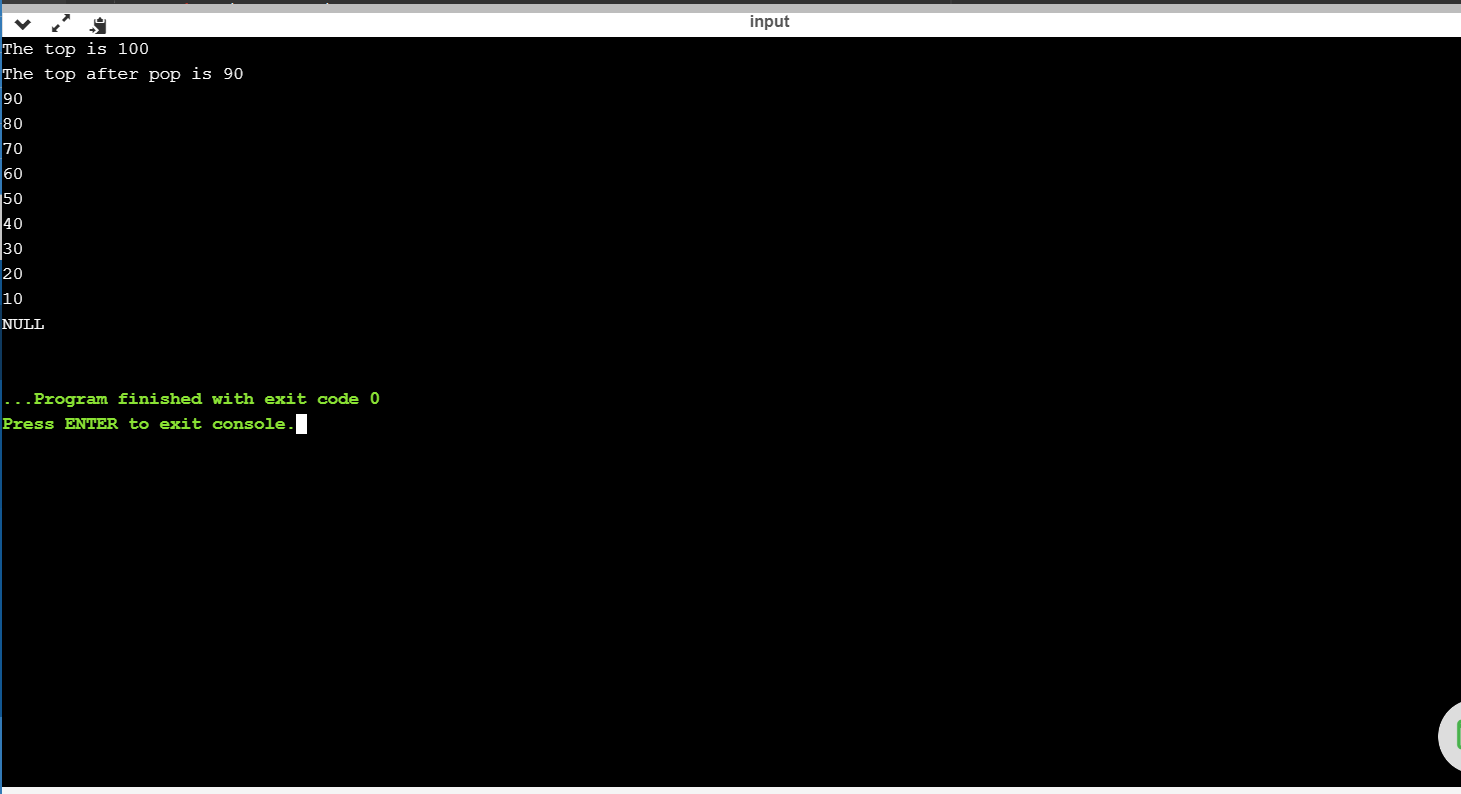 input
The top is 100
The top after pop is 90
90
80
70
60
50
40
30
20
10
NULL
...Program finished with exit code 0
Press ENTER to exit console.